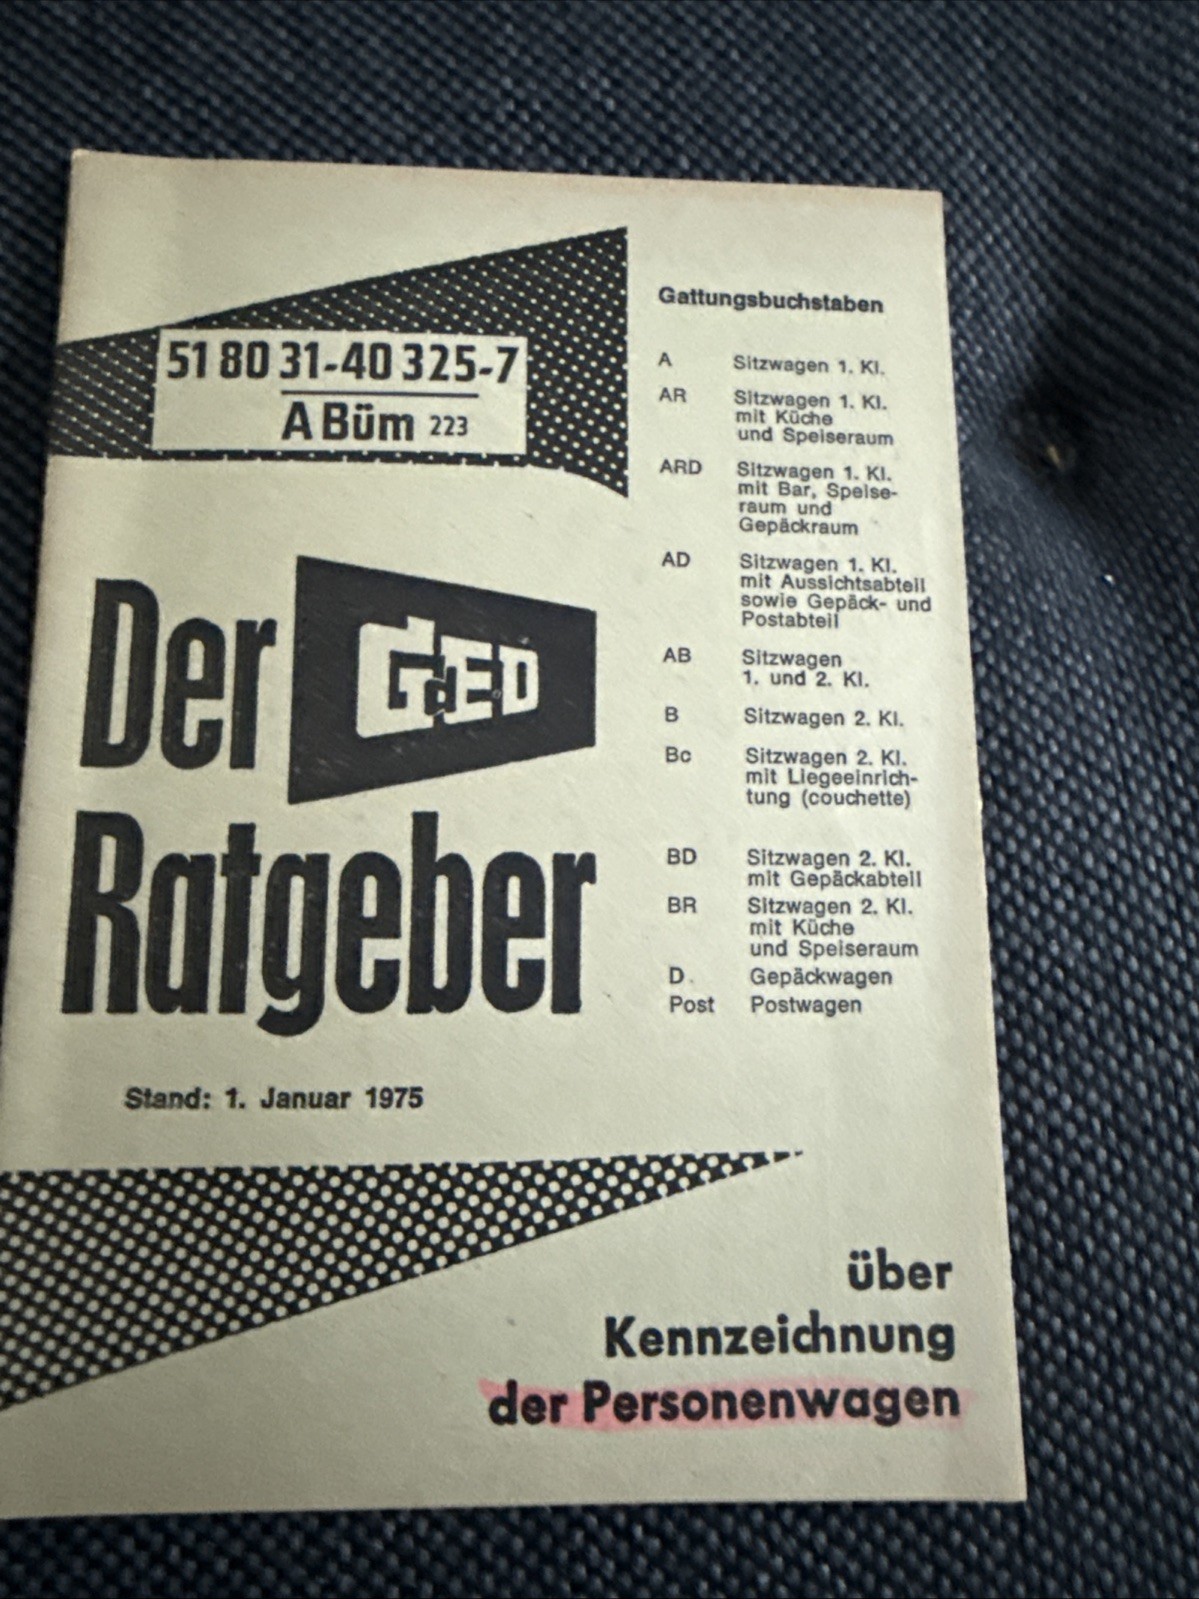 51 80 31-40 325-7
ABüm 223
Der
GdED
Ratgeber
Stand: 1. Januar 1975
Gattungsbuchstaben
A Sitzwagen 1. Kl.
AR Sitzwagen 1. Kl.
mit Küche
und Speiseraum
ARD Sitzwagen 1. Kl.
mit Bar, Speise-
raum und
Gepäckraum
AD Sitzwagen 1. Kl.
mit Aussichtsabteil
sowie Gepäck- und
Postabteil
AB Sitzwagen
1. und 2. Kl.
B Sitzwagen 2. Kl.
Bc Sitzwagen 2. Kl.
mit Liegeeinrich-
tung (couchette)
BD Sitzwagen 2. Kl.
mit Gepäckabteil
BR Sitzwagen 2. Kl.
mit Küche
und Speiseraum
D Gepäckwagen
Post Postwagen
über
Kennzeichnung
der Personenwagen